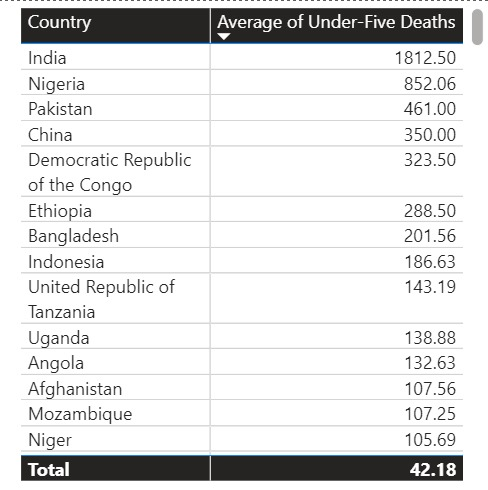 Country Average of Under-Five Deaths
India 1812.50
Nigeria 852.06
Pakistan 461.00
China 350.00
Democratic Republic 323.50
of the Congo
Ethiopia 288.50
Bangladesh 201.56
Indonesia 186.63
United Republic of 143.19
Tanzania
Uganda 138.88
Angola 132.63
Afghanistan 107.56
Mozambique 107.25
Niger 105.69
Total 42.18